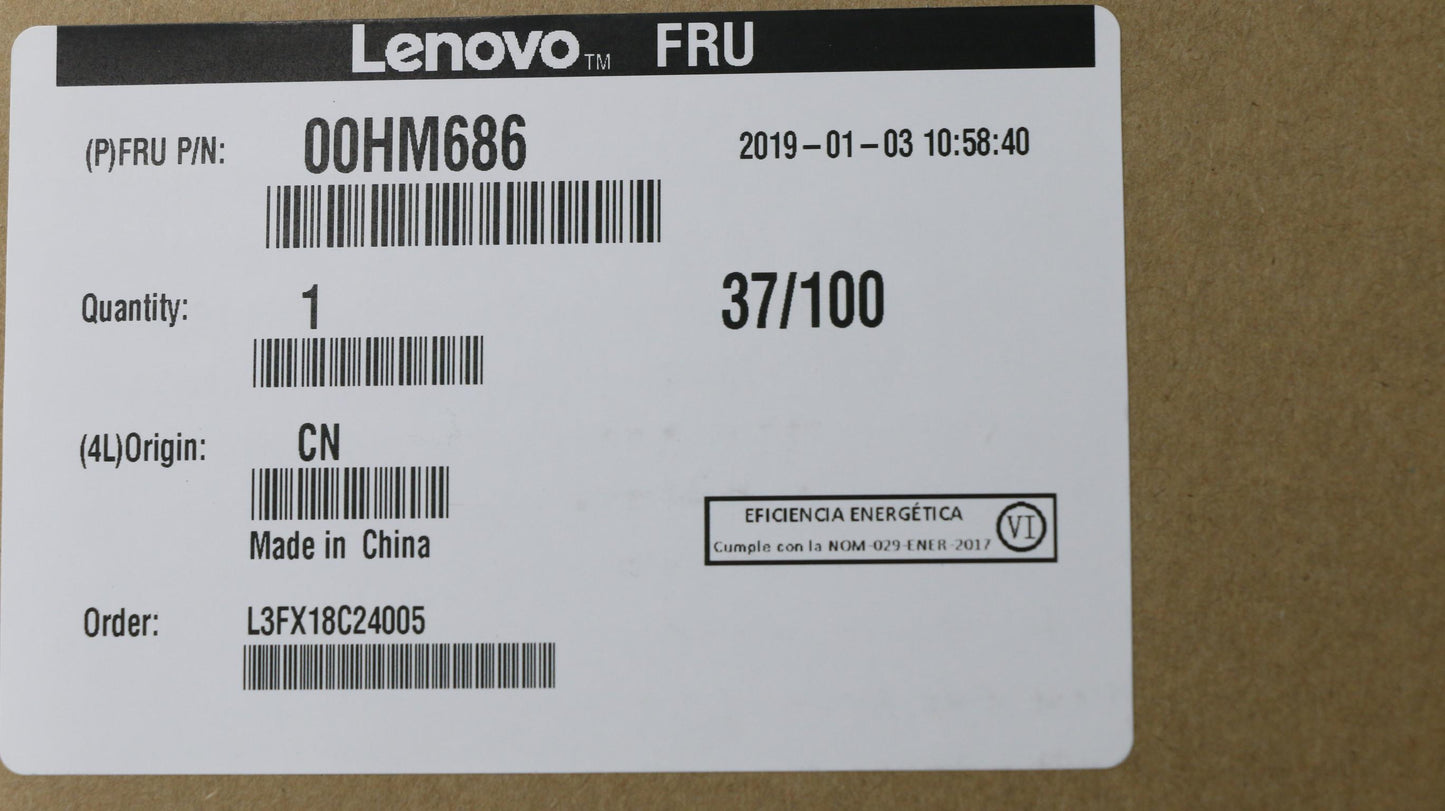 Lenovo™ FRU
(P)FRU P/N: 00HM686 2019-01-03 10:58:40
Quantity: 1 37/100
(4L)Origin: CN
Made in China
EFICIENCIA ENERGÉTICA VI
Cumple con la NOM-029-ENER-2017
Order: L3FX18C24005